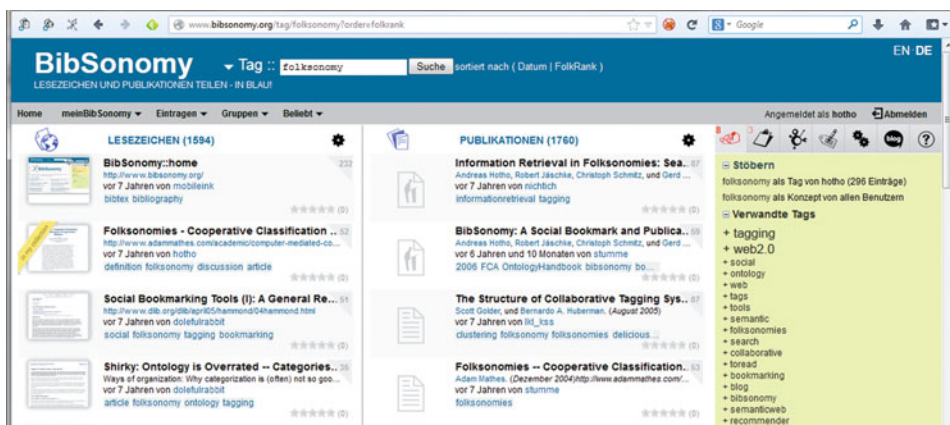 www.bibsonomy.org/tag/folksonomy?order=folkrank
Google
BibSonomy
Tag :: folksonomy Suche sortiert nach ( Datum | FolkRank )
EN DE
LESEZEICHEN UND PUBLIKATIONEN TEILEN - IN BLAU!
Home meinBibSonomy Eintragen Gruppen Beliebt Angemeldet als hotho Abmelden
LESEZEICHEN (1594)
BibSonomy::home 232
http://www.bibsonomy.org/
vor 7 Jahren von mobileink
bibtex bibliography
(0)
Folksonomies - Cooperative Classification .. 52
http://www.adammathes.com/academic/computer-mediated-co...
vor 7 Jahren von hotho
definition folksonomy discussion article
(0)
Social Bookmarking Tools (I): A General Re... 51
http://www.dlib.org/dlib/april05/hammond/04hammond.html
vor 7 Jahren von dolefulrabbit
social folksonomy tagging bookmarking
(0)
Shirky: Ontology is Overrated -- Categories..
Ways of organization: Why categorization is (often) not so goo...
vor 7 Jahren von dolefulrabbit
article folksonomy ontology tagging
(0)
PUBLIKATIONEN (1760)
Information Retrieval in Folksonomies: Sea.. 87
Andreas Hotho, Robert Jäschke, Christoph Schmitz, und Gerd ...
vor 7 Jahren von nichtich
informationretrieval tagging
(0)
BibSonomy: A Social Bookmark and Publica..
Andreas Hotho, Robert Jäschke, Christoph Schmitz, und Gerd ...
vor 6 Jahren und 10 Monaten von stumme
2006 FCA OntologyHandbook bibsonomy bo...
(0)
The Structure of Collaborative Tagging Sys..
Scott Golder, und Bernardo A. Huberman. (August 2005)
vor 7 Jahren von lkl_kss
clustering folksonomy folksonomies delicious...
(0)
Folksonomies -- Cooperative Classification..
Adam Mathes. (Dezember 2004)http://www.adammathes.com/...
vor 7 Jahren von stumme
folksonomies
(0)
blog
?
Stöbern
folksonomy als Tag von hotho (296 Einträge)
folksonomy als Konzept von allen Benutzern
Verwandte Tags
+ tagging
+ web2.0
+ social
+ ontology
+ web
+ tags
+ tools
+ semantic
+ folksonomies
+ search
+ collaborative
+ toread
+ bookmarking
+ blog
+ bibsonomy
+ semanticweb
+ recommender